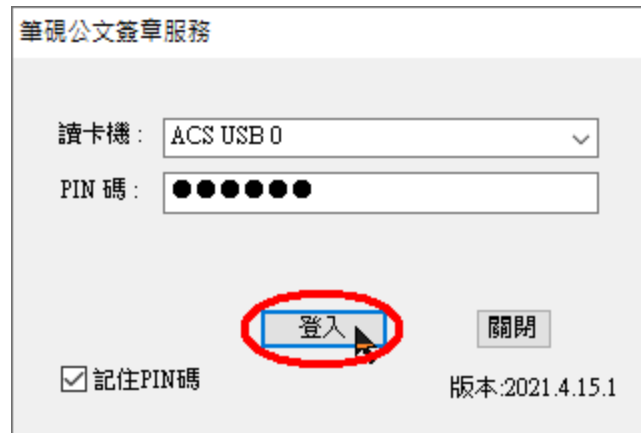 筆硯公文簽章服務
讀卡機： ACS USB 0
PIN 碼： ●●●●●●
登入 關閉
記住PIN碼
版本:2021.4.15.1